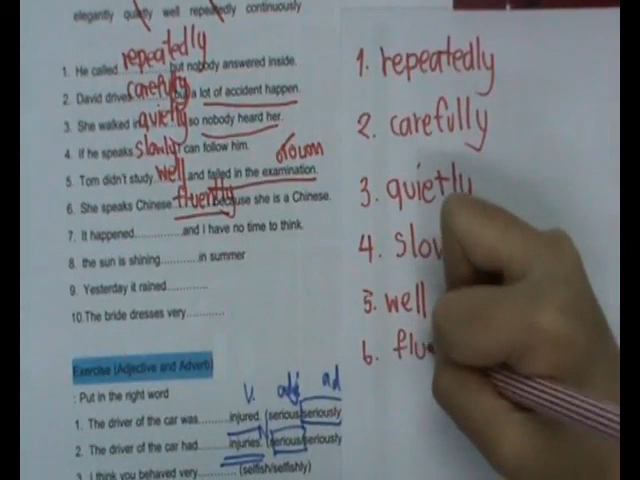 elegantly quietly well repeatedly continuously
1. He called repeatedly but nobody answered inside.
2. David drives carefully a lot of accident happen.
3. She walked in quietly so nobody heard her.
4. If he speaks slowly, I can follow him.
5. Tom didn't study well and failed in the examination.
6. She speaks Chinese fluently because she is a Chinese.
7. It happened..............and I have no time to think.
8. the sun is shining...........in summer
9. Yesterday it rained............
10.The bride dresses very...........
Exercise (Adjective and Adverb)
: Put in the right word
v. adj ad
1. The driver of the car was........injured. (serious/seriously
2. The driver of the car had........injuries. (serious/seriously
3. I think you behaved very...........(selfish/selfishly)
1. repeatedly
2. carefully
3. quietly
4. slow
5. well
6. flu